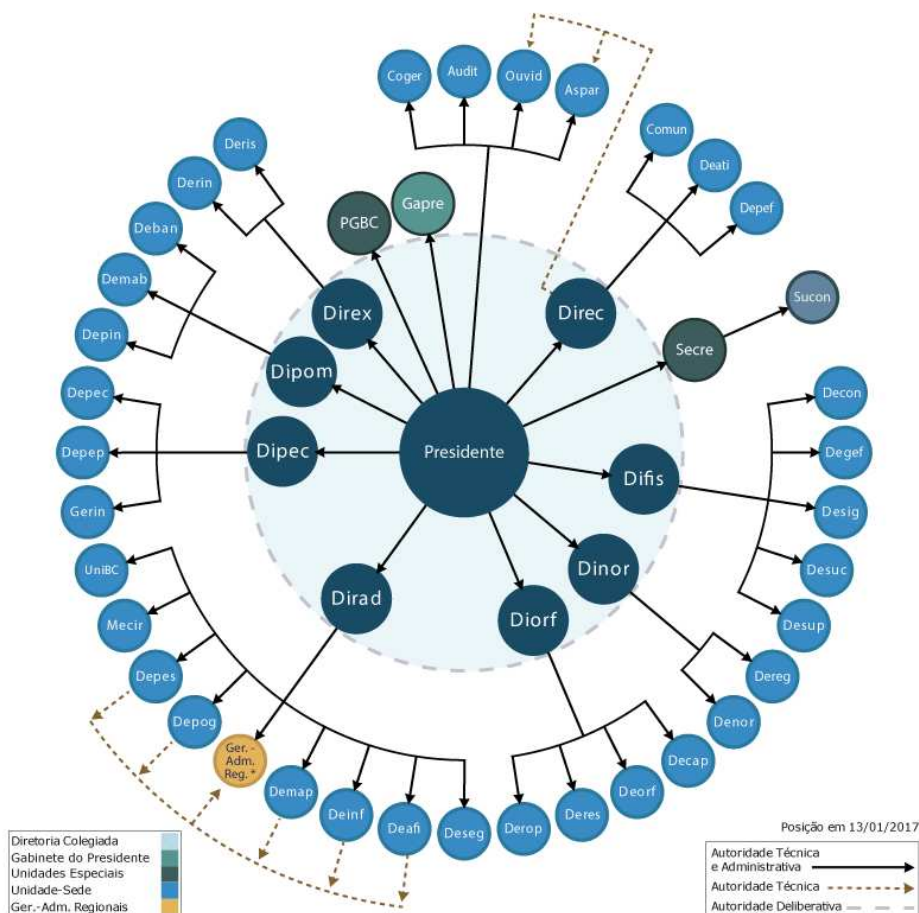 Coger
Audit
Ouvid
Aspar
Comun
Deati
Depef
Deris
Derin
Deban
Demab
Depin
PGBC
Gapre
Direx
Direc
Sucon
Secre
Dipom
Depec
Depep
Gerin
Dipec
Presidente
Difis
Decon
Degef
Desig
Desuc
Desup
UniBC
Mecir
Depes
Depog
Dirad
Diorf
Dinor
Dereg
Denor
Decap
Deorf
Deres
Derop
Ger. -
Adm.
Reg. *
Demap
Deinf
Deafi
Deseg
Diretoria Colegiada
Gabinete do Presidente
Unidades Especiais
Unidade-Sede
Ger.-Adm. Regionais
Posição em 13/01/2017
Autoridade Técnica
e Administrativa
Autoridade Técnica
Autoridade Deliberativa